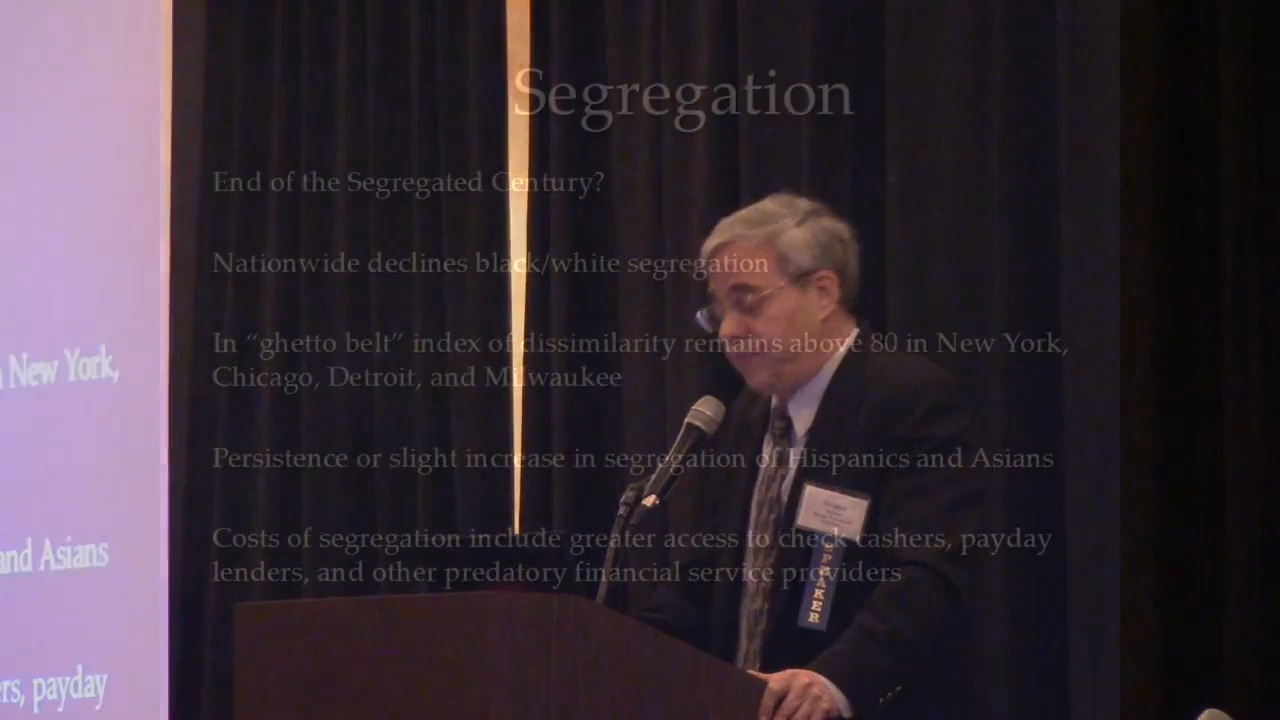 Segregation
End of the Segregated Century?
Nationwide declines black/white segregation
In “ghetto belt” index of dissimilarity remains above 80 in New York,
Chicago, Detroit, and Milwaukee
Persistence or slight increase in segregation of Hispanics and Asians
Costs of segregation include greater access to check cashers, payday
lenders, and other predatory financial service providers
New York,
and Asians
payday
SPEAKER